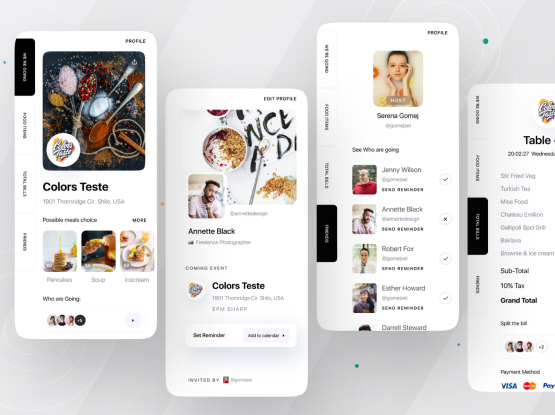 PROFILE
WE'RE GOING
FOOD ITEMS
TOTAL BILLS
FRIENDS
Colors Teste
Colors Teste
1901 Thornridge Cir. Shilo, USA
Possible meals choice
MORE
Pancakes
Soup
Icecream
Who are Going:
+5
EDIT PROFILE
@annettedesign
Annette Black
Freelance Photographer
COMING EVENT
Colors Teste
1901 Thornridge Cir. Shilo, USA
8PM SHARP
Set Reminder
Add to calendar
INVITED BY
@gomejsei
PROFILE
WE'RE GOING
FOOD ITEMS
TOTAL BILLS
FRIENDS
HOST
Serena Gomej
@gomejsei
See Who are going
Jenny Wilson
@gomejsei
SEND REMINDER
Annette Black
@annettedesign
SEND REMINDER
Robert Fox
@gomejsei
SEND REMINDER
Esther Howard
@gomejsei
SEND REMINDER
Darrell Steward
WE'RE GOING
FOOD ITEMS
TOTAL BILLS
FRIENDS
Table
20:02:27 Wednesda
Stir Fried Veg
Turkish Tea
Mise Food
Chateau Emilion
Gallipoli Spcl Grll
Baklava
Brownie & Ice cream
Sub-Total
10% Tax
Grand Total
Split the bill
+2
Payment Method
VISA
Pay